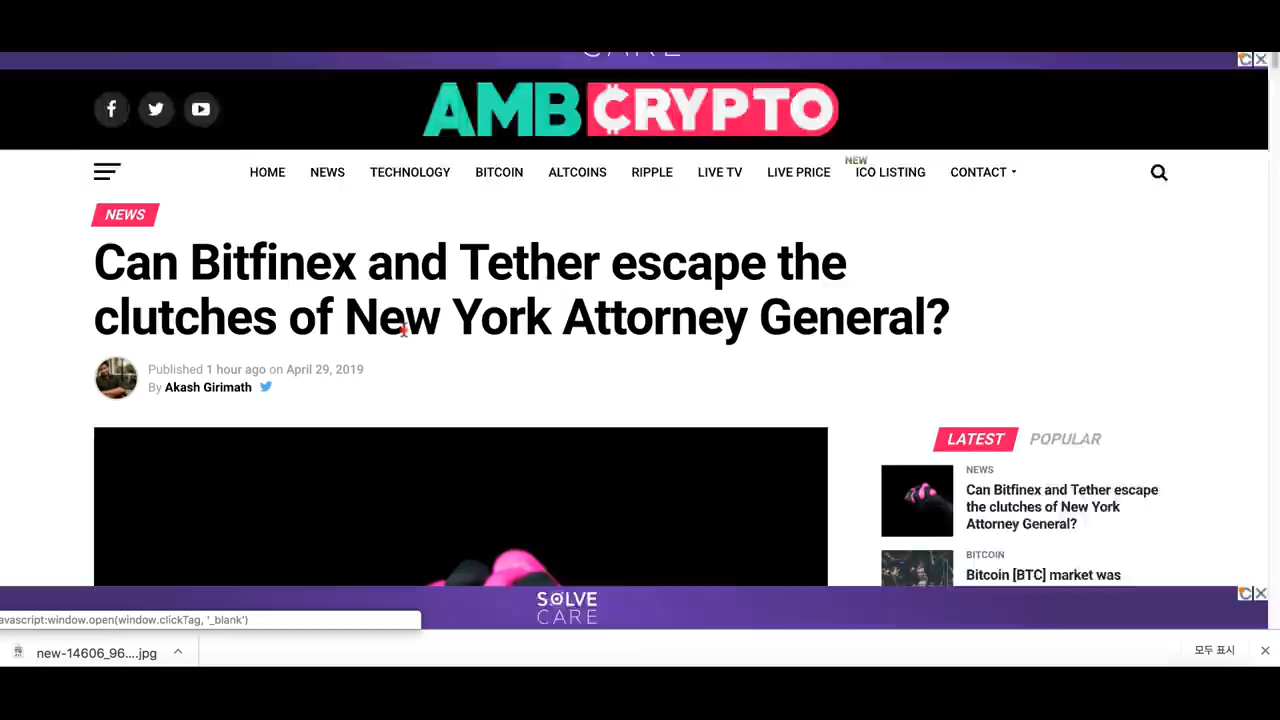 CARE
AMBCRYPTO
HOME NEWS TECHNOLOGY BITCOIN ALTCOINS RIPPLE LIVE TV LIVE PRICE NEW ICO LISTING CONTACT
NEWS
Can Bitfinex and Tether escape the
clutches of New York Attorney General?
Published 1 hour ago on April 29, 2019
By Akash Girimath
LATEST POPULAR
NEWS
Can Bitfinex and Tether escape
the clutches of New York
Attorney General?
BITCOIN
Bitcoin [BTC] market was
SOLVE
CARE
avascript:window.open(window.clickTag, '_blank')
new-14606_96....jpg
모두 표시